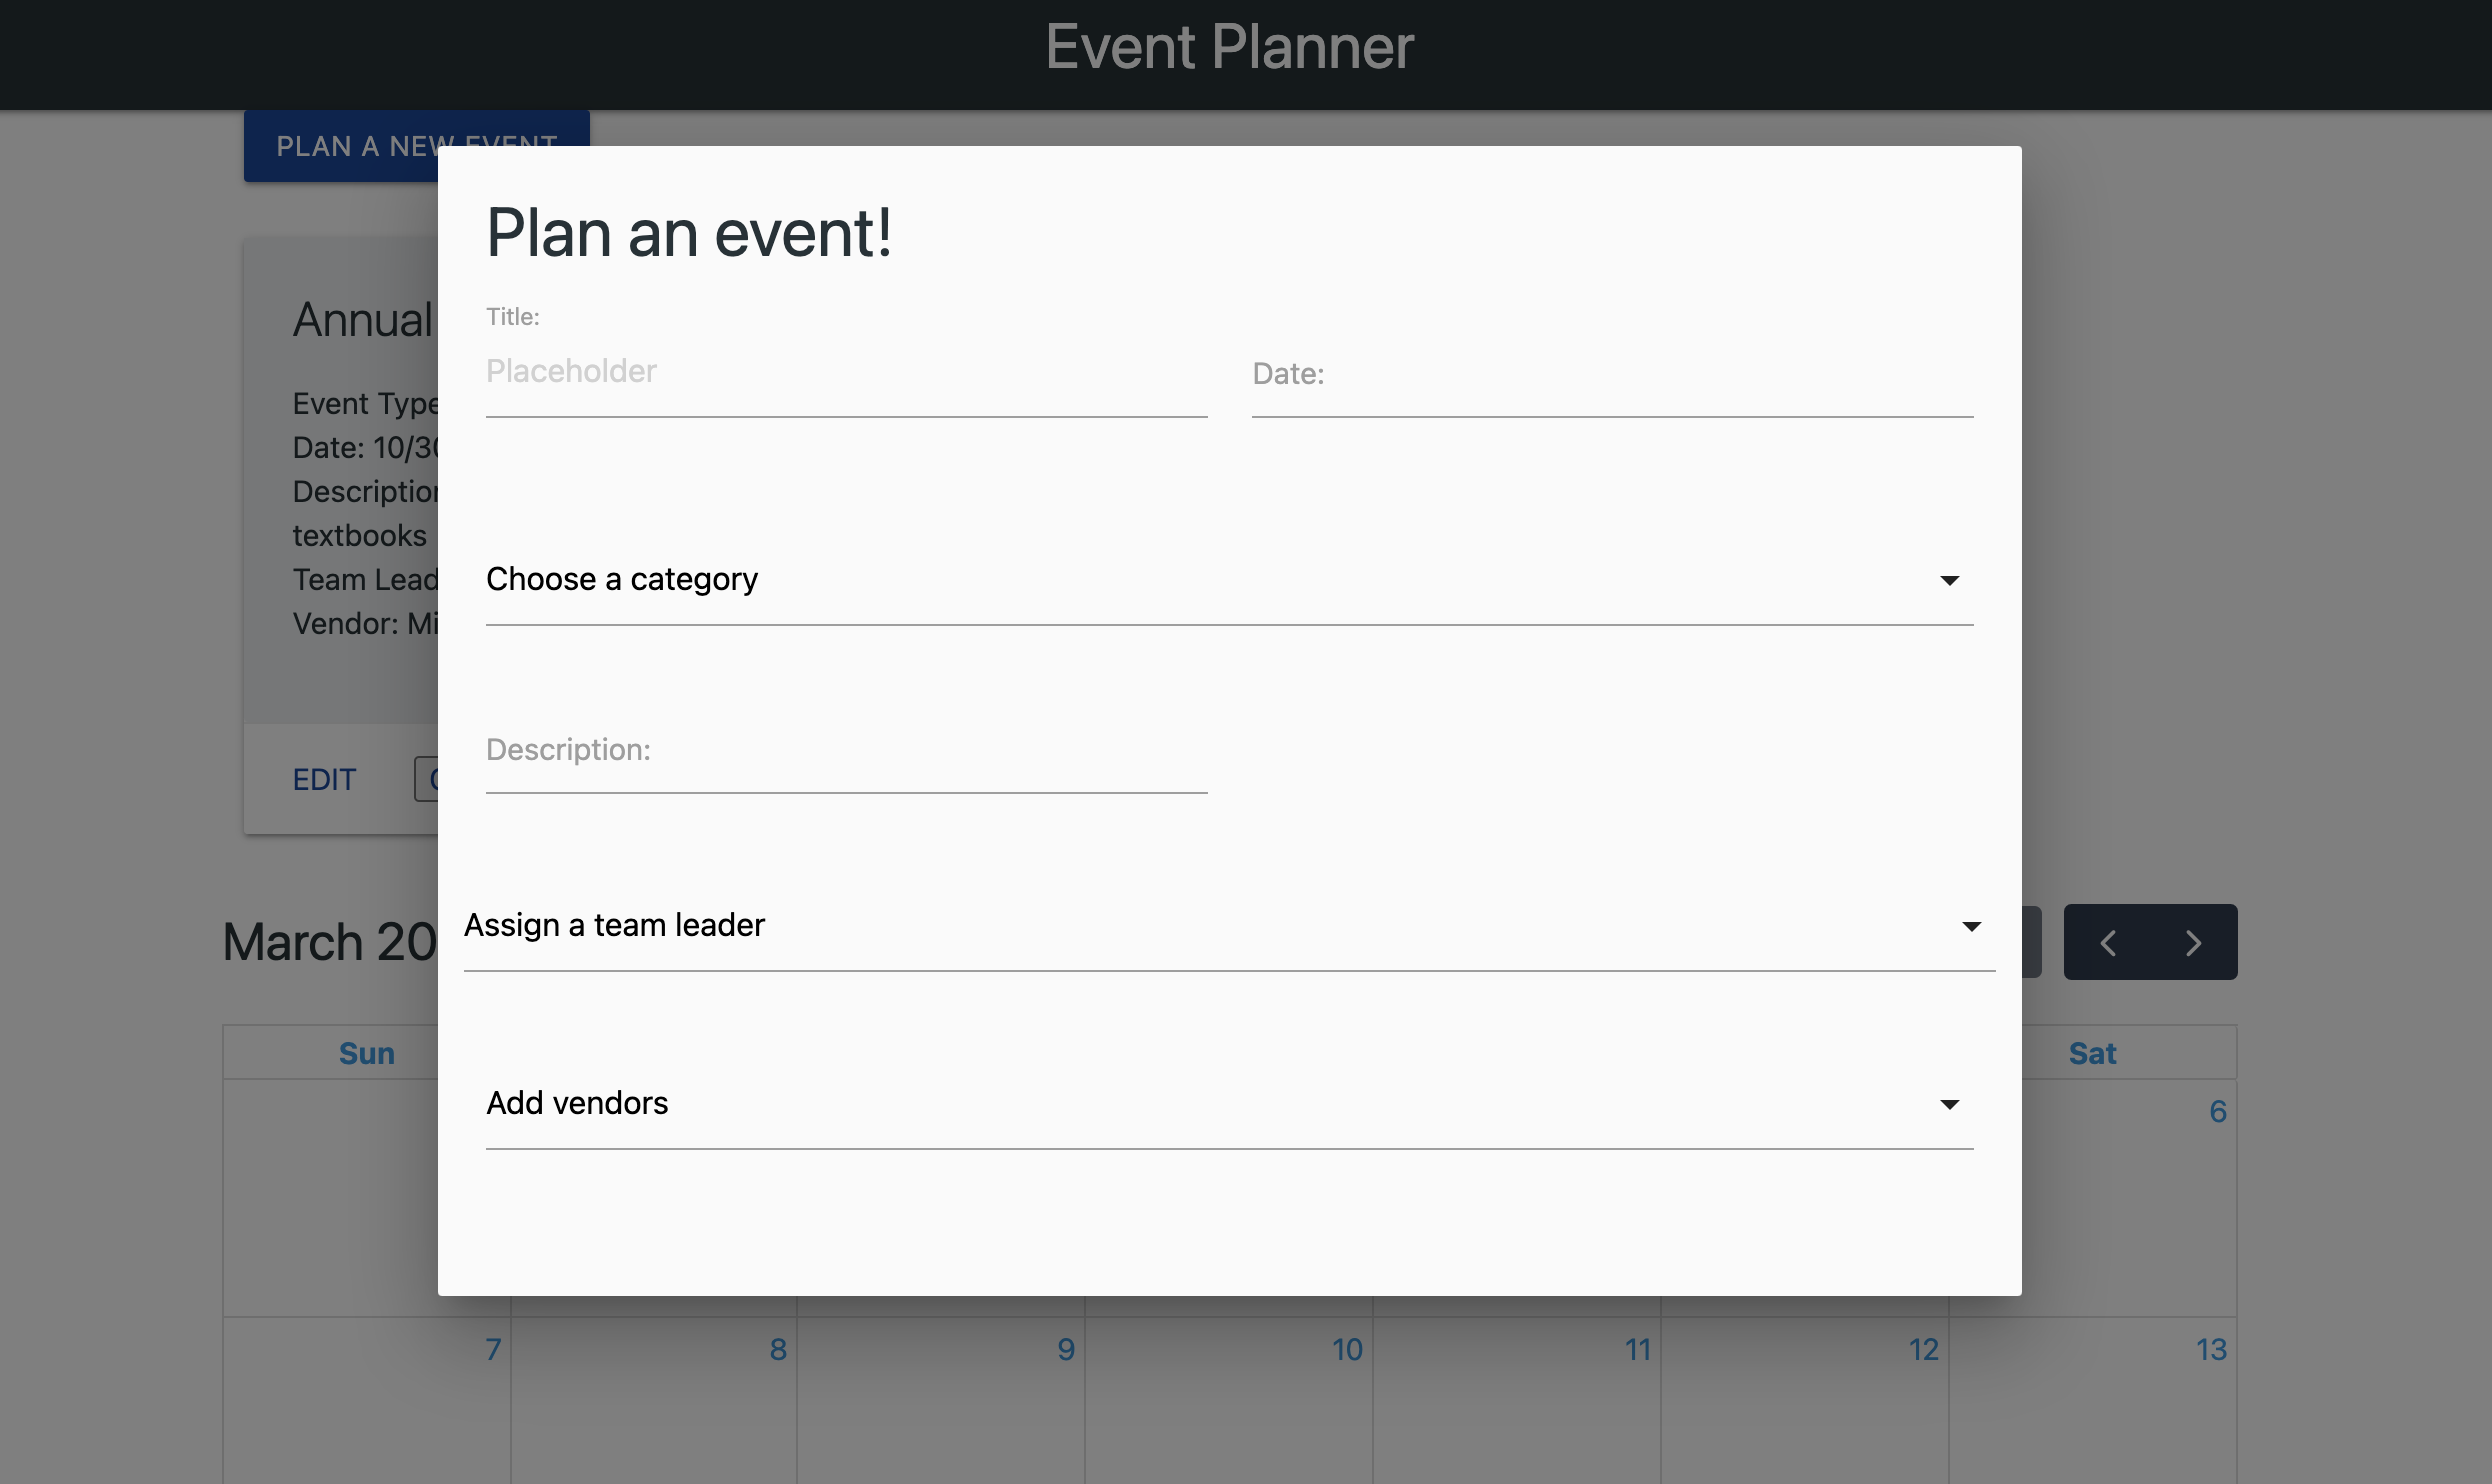 Event Planner
PLAN A NEW EVENT
Plan an event!
Title:
Placeholder
Date:
Choose a category
Description:
Assign a team leader
Add vendors
Annual
Event Type
Date: 10/30
Description
textbooks
Team Lead
Vendor: Mi
EDIT
March 20
Sun
Sat
6
7 8 9 10 11 12 13